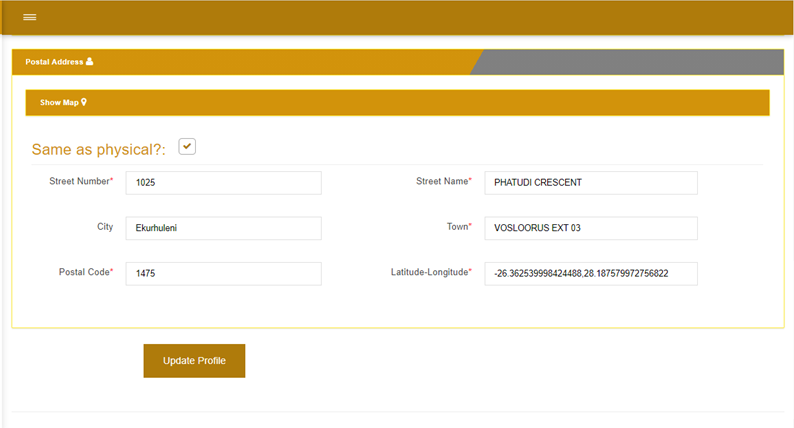 Postal Address
Show Map
Same as physical?:
Street Number* 1025 Street Name* PHATUDI CRESCENT
City Ekurhuleni Town* VOSLOORUS EXT 03
Postal Code* 1475 Latitude-Longitude* -26.362539998424488,28.187579972756822
Update Profile